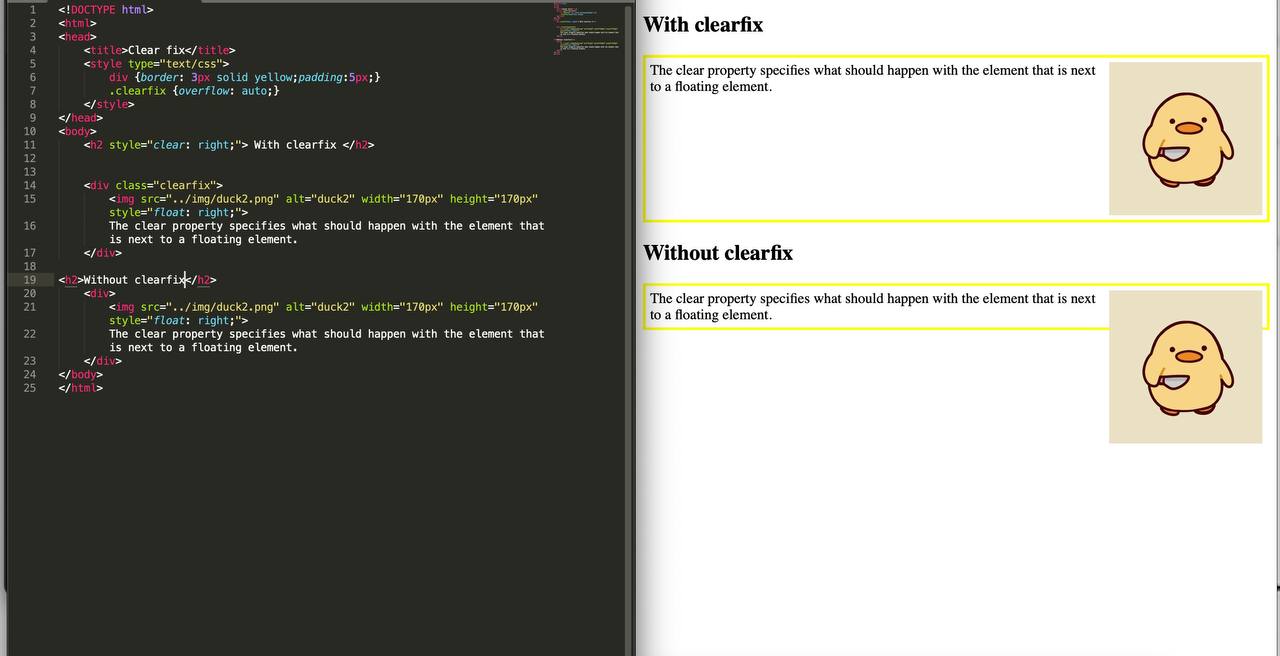 1 <!DOCTYPE html>
2 <html>
3 <head>
4 <title>Clear fix</title>
5 <style type="text/css">
6 div {border: 3px solid yellow;padding:5px;}
7 .clearfix {overflow: auto;}
8 </style>
9 </head>
10 <body>
11 <h2 style="clear: right;"> With clearfix </h2>
12
13
14 <div class="clearfix">
15 <img src="../img/duck2.png" alt="duck2" width="170px" height="170px"
style="float: right;">
16 The clear property specifies what should happen with the element that
is next to a floating element.
17 </div>
18
19 <h2>Without clearfix</h2>
20 <div>
21 <img src="../img/duck2.png" alt="duck2" width="170px" height="170px"
style="float: right;">
22 The clear property specifies what should happen with the element that
is next to a floating element.
23 </div>
24 </body>
25 </html>
With clearfix
The clear property specifies what should happen with the element that is next
to a floating element.
Without clearfix
The clear property specifies what should happen with the element that is next
to a floating element.